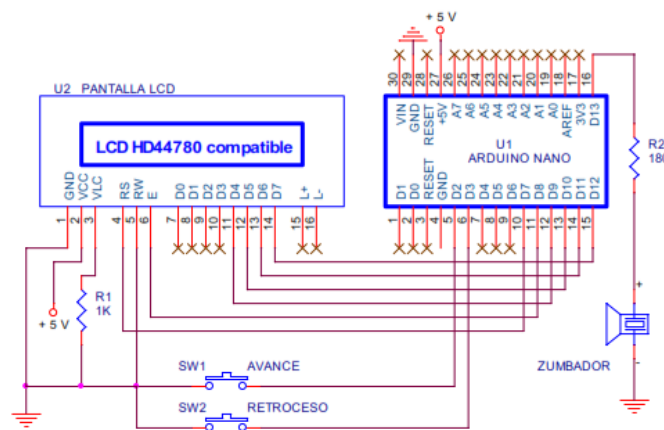 + 5 V
U2 PANTALLA LCD
LCD HD44780 compatible
GND VCC VLC RS RW E D0 D1 D2 D3 D4 D5 D6 D7 L+ L-
1 2 3 4 5 6 7 8 9 10 11 12 13 14 15 16
30 29 28 27 26 25 24 23 22 21 20 19 18 17 16
VIN GND RESET +5V A7 A6 A5 A4 A3 A2 A1 A0 AREF 3V3 D13
U1
ARDUINO NANO
D1 D0 RESET GND D2 D3 D4 D5 D6 D7 D8 D9 D10 D11 D12
1 2 3 4 5 6 7 8 9 10 11 12 13 14 15
R2
R1
1K
+ 5 V
+
ZUMBADOR
-
SW1 AVANCE
SW2 RETROCESO